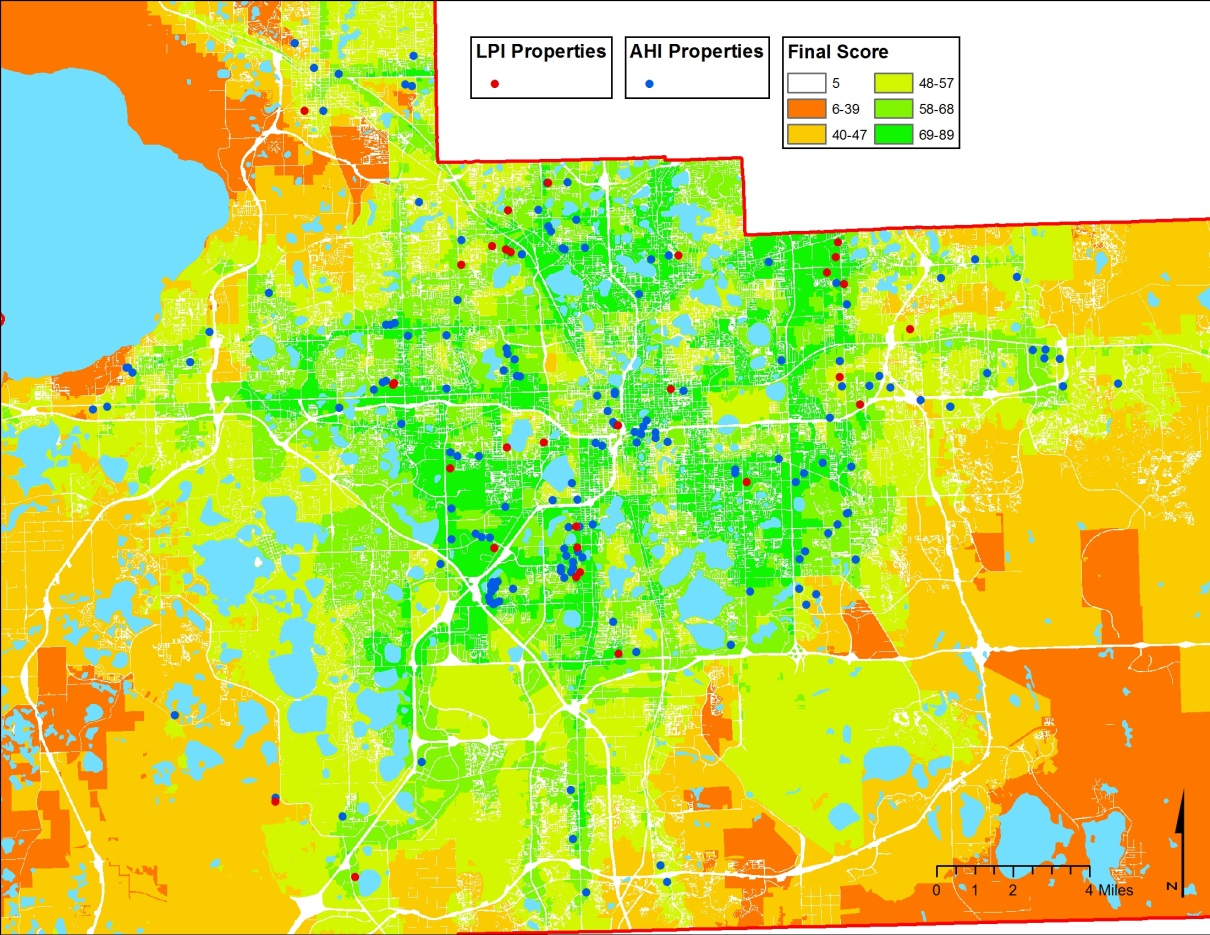 LPI Properties
AHI Properties
Final Score
5
48-57
6-39
58-68
40-47
69-89
0 1 2 4 Miles
N